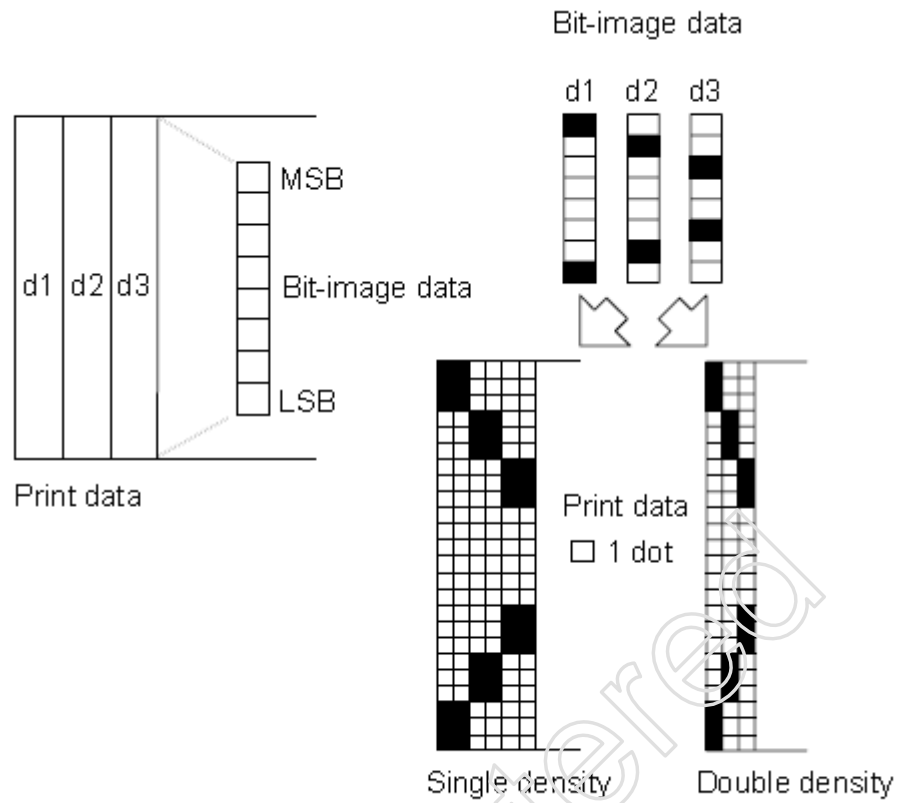 Bit-image data
d1 d2 d3
MSB
d1 d2 d3
Bit-image data
LSB
Print data
Print data
1 dot
Single density
Double density